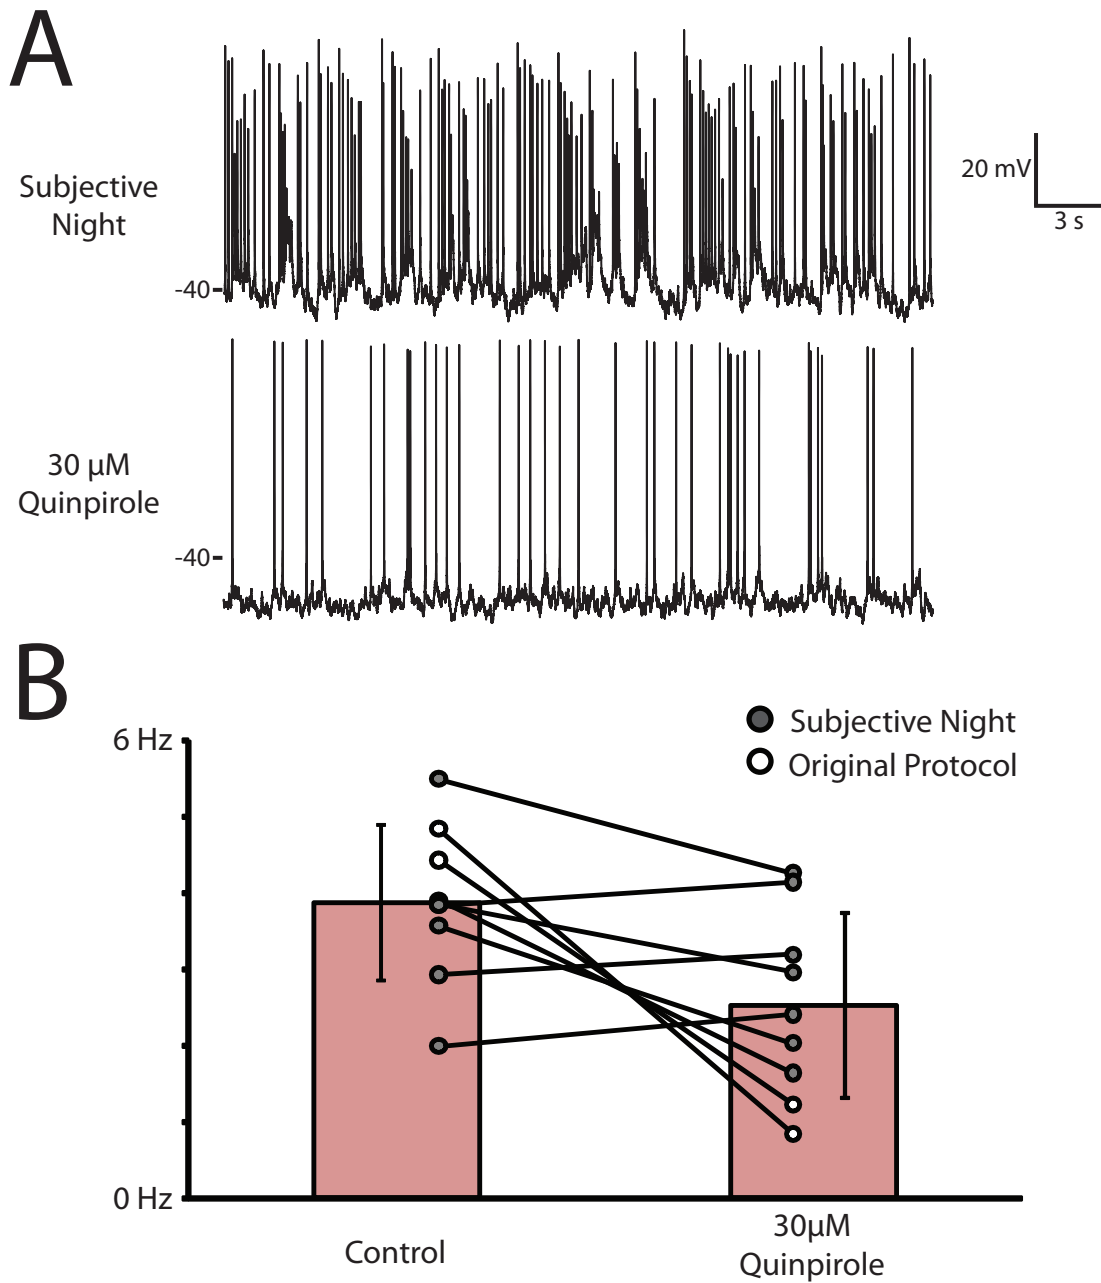 A
Subjective
Night
-40
20 mV
3 s
30 µM
Quinpirole
-40
B
Subjective Night
Original Protocol
6 Hz
0 Hz
Control
30µM
Quinpirole